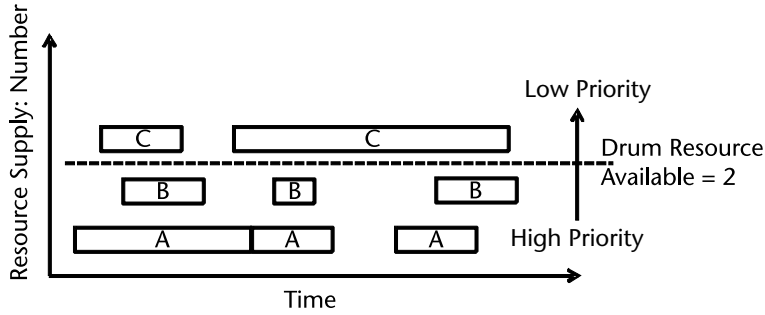 Resource Supply: Number
Low Priority
C
C
Drum Resource
Available = 2
B
B
B
A
A
A
High Priority
Time